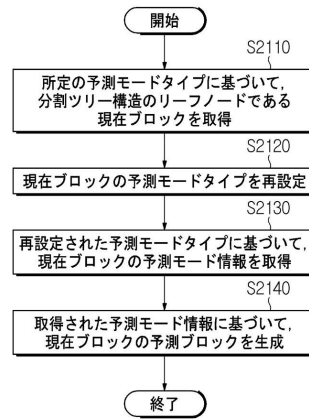 開始
S2110
所定の予測モードタイプに基づいて,
分割ツリー構造のリーフノードである
現在ブロックを取得
S2120
現在ブロックの予測モードタイプを再設定
S2130
再設定された予測モードタイプに基づいて,
現在ブロックの予測モード情報を取得
S2140
取得された予測モード情報に基づいて,
現在ブロックの予測ブロックを生成
終了